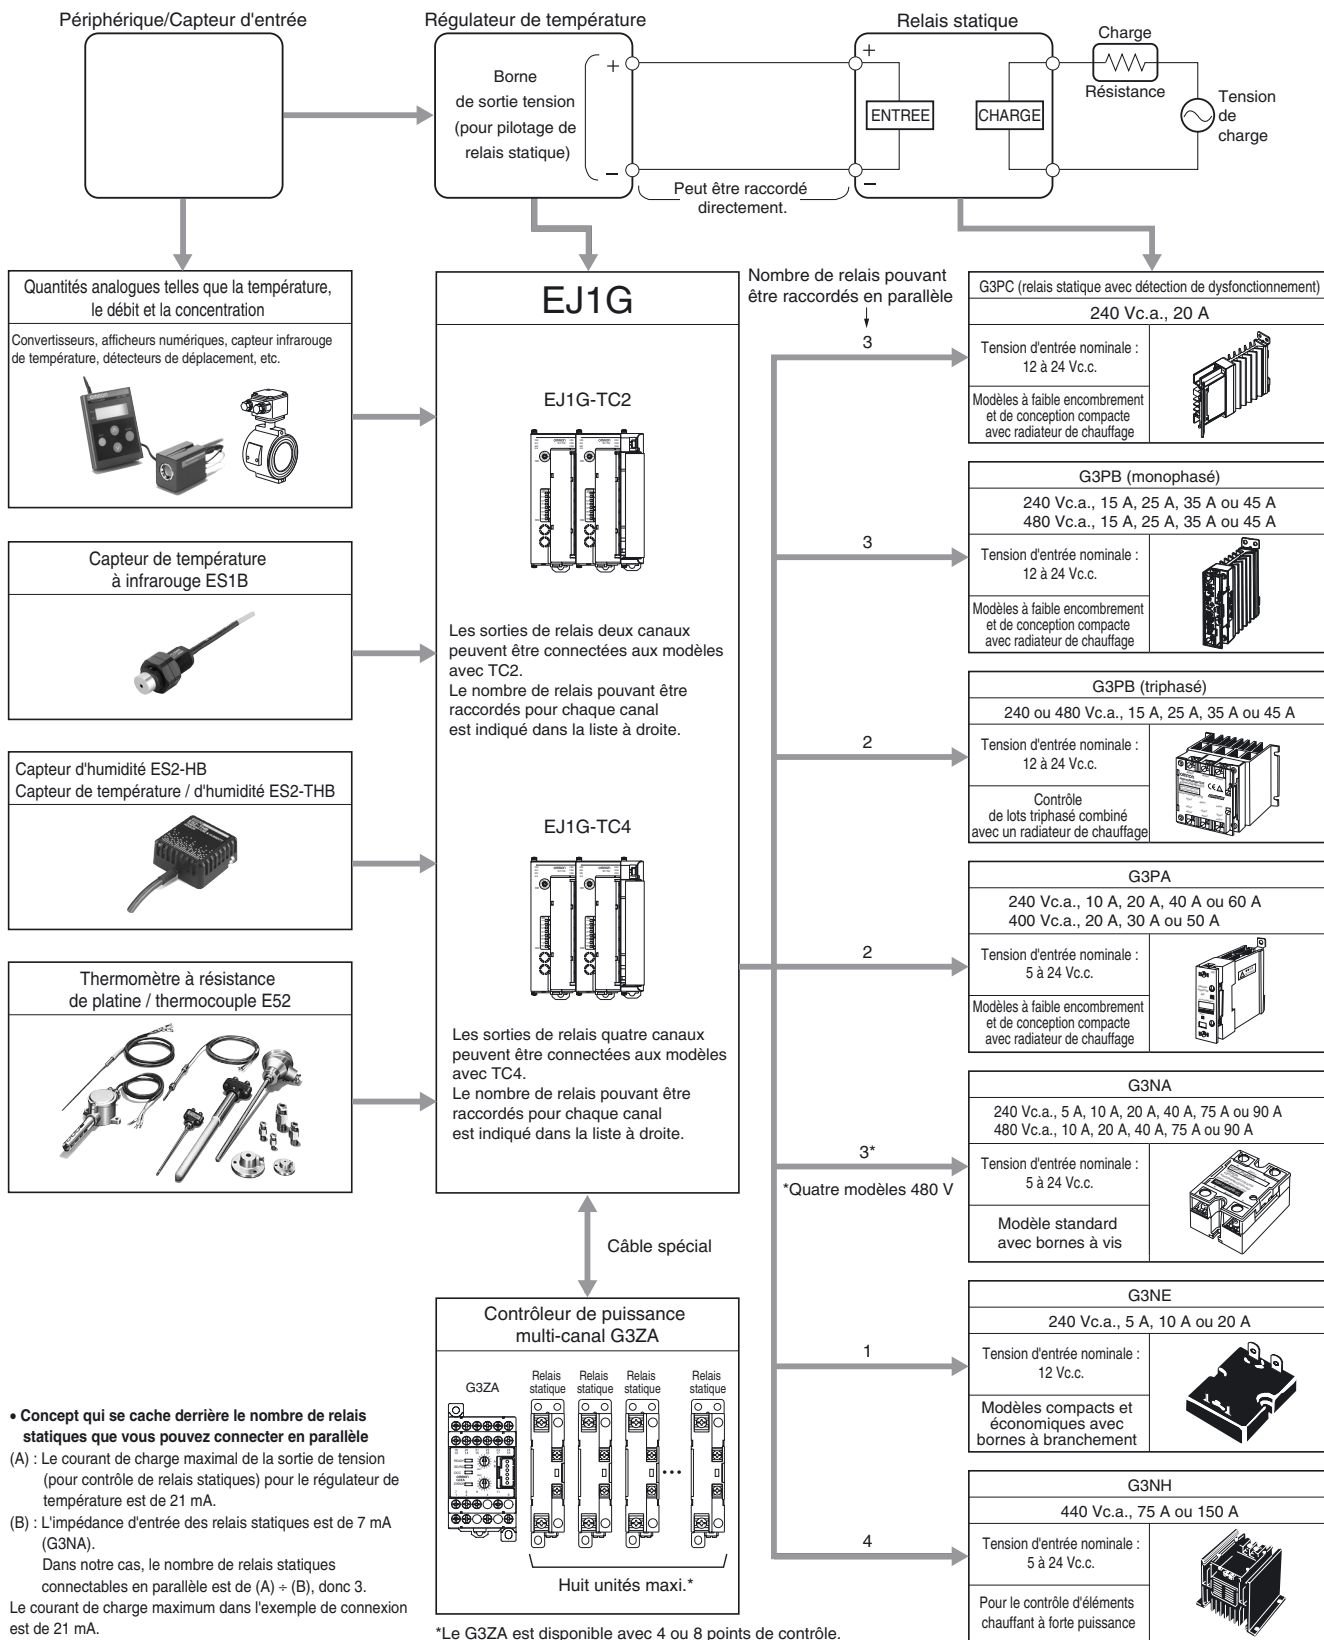 Périphérique/Capteur d'entrée
Régulateur de température
Relais statique
Borne
de sortie tension
(pour pilotage de
relais statique)
+
−
Peut être raccordé
directement.
+
−
ENTREE
CHARGE
Charge
Résistance
Tension
de
charge
Quantités analogues telles que la température,
le débit et la concentration
Convertisseurs, afficheurs numériques, capteur infrarouge
de température, détecteurs de déplacement, etc.
Capteur de température
à infrarouge ES1B
Capteur d'humidité ES2-HB
Capteur de température / d'humidité ES2-THB
Thermomètre à résistance
de platine / thermocouple E52
EJ1G
EJ1G-TC2
Les sorties de relais deux canaux
peuvent être connectées aux modèles
avec TC2.
Le nombre de relais pouvant être
raccordés pour chaque canal
est indiqué dans la liste à droite.
EJ1G-TC4
Les sorties de relais quatre canaux
peuvent être connectées aux modèles
avec TC4.
Le nombre de relais pouvant être
raccordés pour chaque canal
est indiqué dans la liste à droite.
Câble spécial
Contrôleur de puissance
multi-canal G3ZA
G3ZA
Relais
statique
Relais
statique
Relais
statique
Relais
statique
Huit unités maxi.*
*Le G3ZA est disponible avec 4 ou 8 points de contrôle.
Nombre de relais pouvant
être raccordés en parallèle
3
G3PC (relais statique avec détection de dysfonctionnement)
240 Vc.a., 20 A
Tension d'entrée nominale :
12 à 24 Vc.c.
Modèles à faible encombrement
et de conception compacte
avec radiateur de chauffage
3
G3PB (monophasé)
240 Vc.a., 15 A, 25 A, 35 A ou 45 A
480 Vc.a., 15 A, 25 A, 35 A ou 45 A
Tension d'entrée nominale :
12 à 24 Vc.c.
Modèles à faible encombrement
et de conception compacte
avec radiateur de chauffage
2
G3PB (triphasé)
240 ou 480 Vc.a., 15 A, 25 A, 35 A ou 45 A
Tension d'entrée nominale :
12 à 24 Vc.c.
Contrôle
de lots triphasé combiné
avec un radiateur de chauffage
2
G3PA
240 Vc.a., 10 A, 20 A, 40 A ou 60 A
400 Vc.a., 20 A, 30 A ou 50 A
Tension d'entrée nominale :
5 à 24 Vc.c.
Modèles à faible encombrement
et de conception compacte
avec radiateur de chauffage
3*
*Quatre modèles 480 V
G3NA
240 Vc.a., 5 A, 10 A, 20 A, 40 A, 75 A ou 90 A
480 Vc.a., 10 A, 20 A, 40 A, 75 A ou 90 A
Tension d'entrée nominale :
5 à 24 Vc.c.
Modèle standard
avec bornes à vis
1
G3NE
240 Vc.a., 5 A, 10 A ou 20 A
Tension d'entrée nominale :
12 Vc.c.
Modèles compacts et
économiques avec
bornes à branchement
4
G3NH
440 Vc.a., 75 A ou 150 A
Tension d'entrée nominale :
5 à 24 Vc.c.
Pour le contrôle d'éléments
chauffant à forte puissance
• Concept qui se cache derrière le nombre de relais
statiques que vous pouvez connecter en parallèle
(A) : Le courant de charge maximal de la sortie de tension
(pour contrôle de relais statiques) pour le régulateur de
température est de 21 mA.
(B) : L'impédance d'entrée des relais statiques est de 7 mA
(G3NA).
Dans notre cas, le nombre de relais statiques
connectables en parallèle est de (A) ÷ (B), donc 3.
Le courant de charge maximum dans l'exemple de connexion
est de 21 mA.